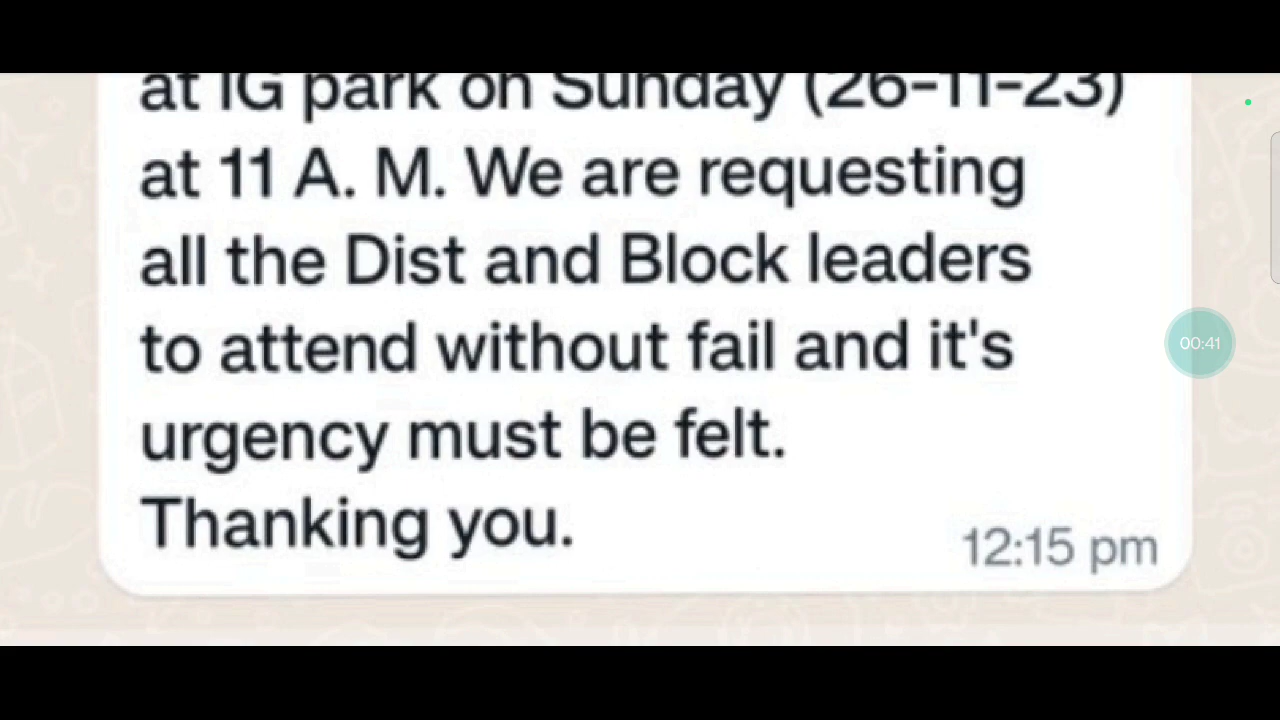 at IG park on Sunday (26-11-23)
at 11 A. M. We are requesting
all the Dist and Block leaders
to attend without fail and it's
urgency must be felt.
Thanking you.
12:15 pm
00:41